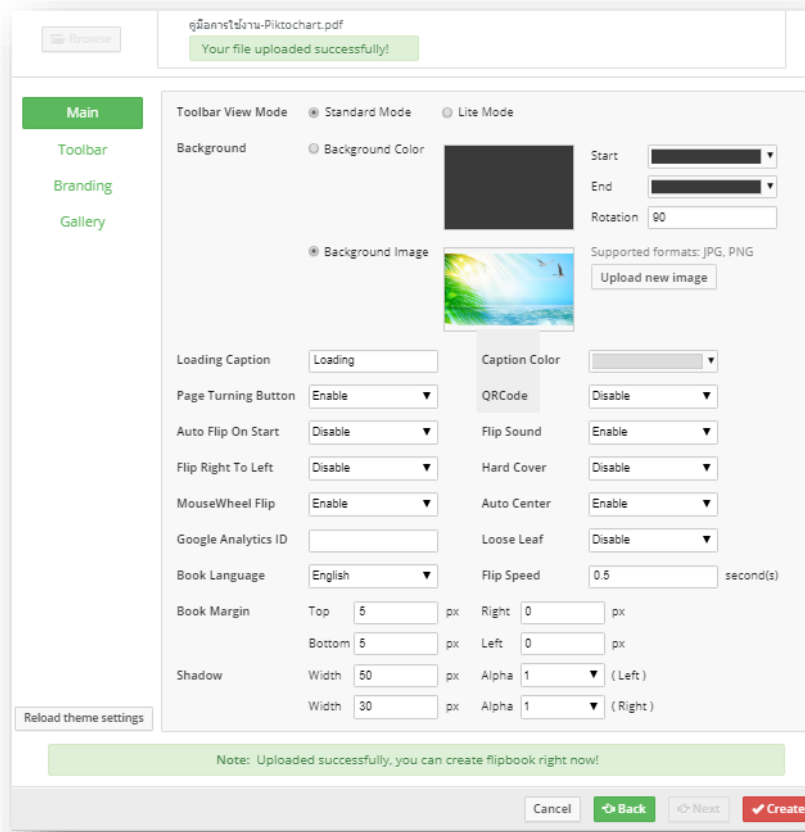 คู่มือการใช้งาน-Piktochart.pdf
Browse
Your file uploaded successfully!
Main
Toolbar
Branding
Gallery
Toolbar View Mode Standard Mode Lite Mode
Background Background Color Start
End
Rotation 90
Background Image Supported formats: JPG, PNG
Upload new image
Loading Caption Loading Caption Color
Page Turning Button Enable QRCode Disable
Auto Flip On Start Disable Flip Sound Enable
Flip Right To Left Disable Hard Cover Disable
MouseWheel Flip Enable Auto Center Enable
Google Analytics ID Loose Leaf Disable
Book Language English Flip Speed 0.5 second(s)
Book Margin Top 5 px Right 0 px
Bottom 5 px Left 0 px
Shadow Width 50 px Alpha 1 ( Left )
Width 30 px Alpha 1 ( Right )
Reload theme settings
Note: Uploaded successfully, you can create flipbook right now!
Cancel Back Next Create